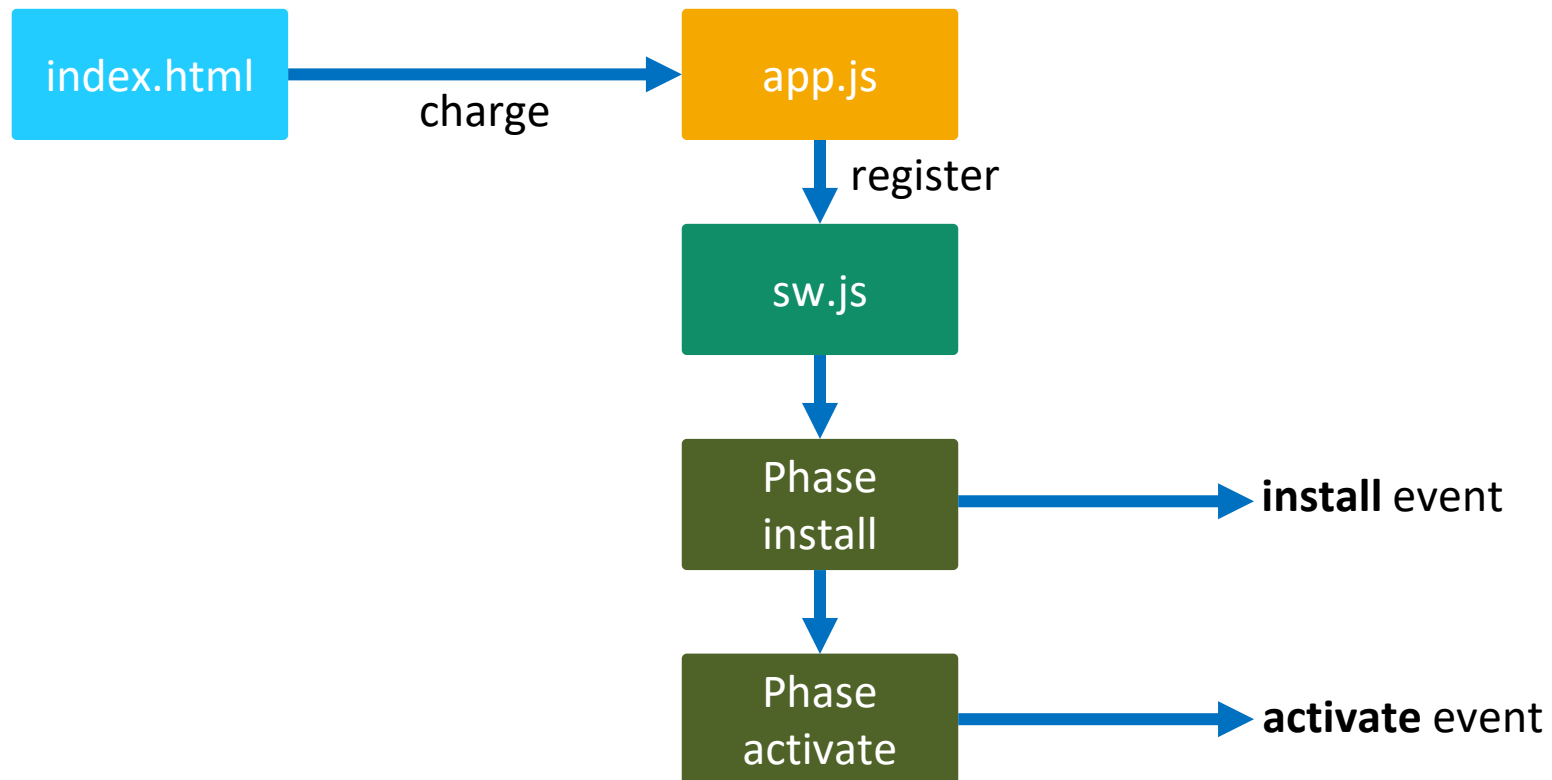 index.html
charge
app.js
register
sw.js
Phase
install
install event
Phase
activate
activate event